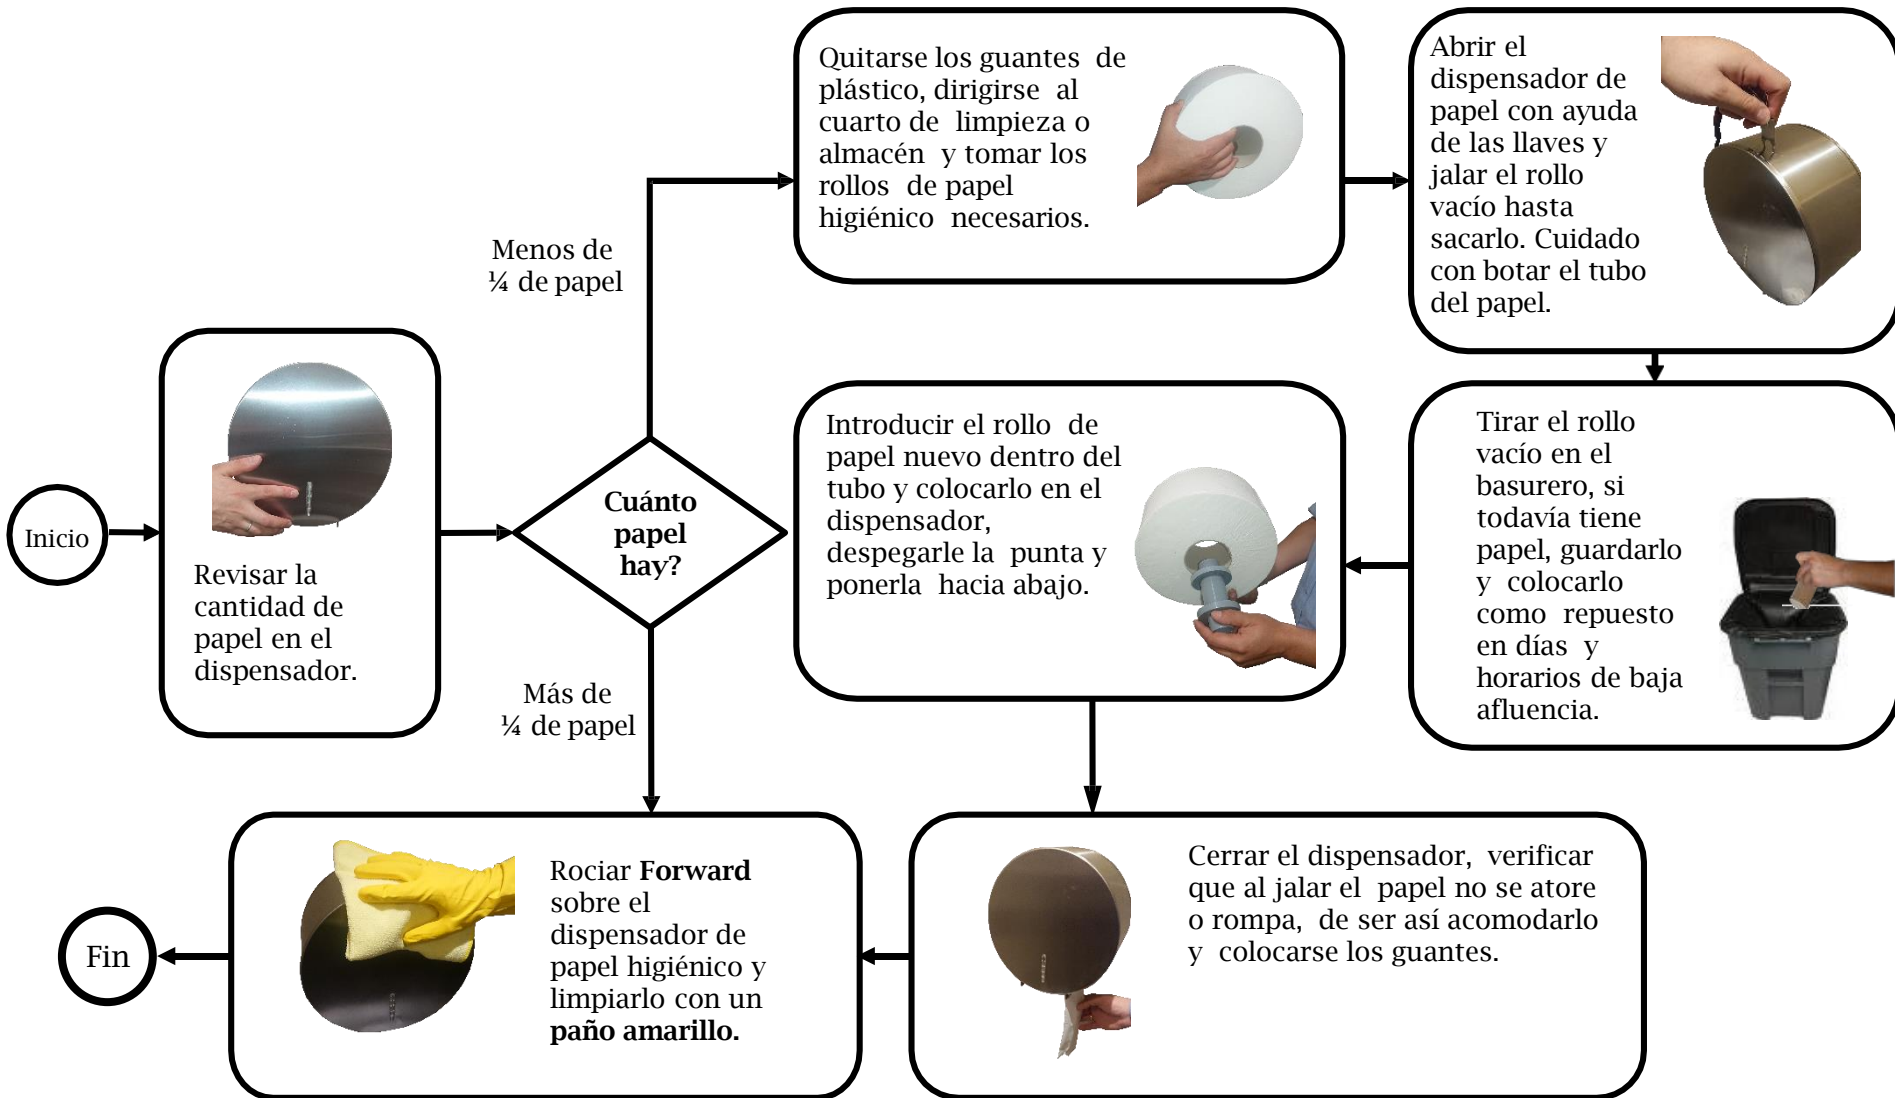 Inicio
Revisar la
cantidad de
papel en el
dispensador.
Cuánto
papel
hay?
Menos de
¼ de papel
Quitarse los guantes de
plástico, dirigirse al
cuarto de limpieza o
almacén y tomar los
rollos de papel
higiénico necesarios.
Abrir el
dispensador de
papel con ayuda
de las llaves y
jalar el rollo
vacío hasta
sacarlo. Cuidado
con botar el tubo
del papel.
Tirar el rollo
vacío en el
basurero, si
todavía tiene
papel, guardarlo
y colocarlo
como repuesto
en días y
horarios de baja
afluencia.
Introducir el rollo de
papel nuevo dentro del
tubo y colocarlo en el
dispensador,
despegarle la punta y
ponerla hacia abajo.
Cerrar el dispensador, verificar
que al jalar el papel no se atore
o rompa, de ser así acomodarlo
y colocarse los guantes.
Más de
¼ de papel
Rociar Forward
sobre el
dispensador de
papel higiénico y
limpiarlo con un
paño amarillo.
Fin